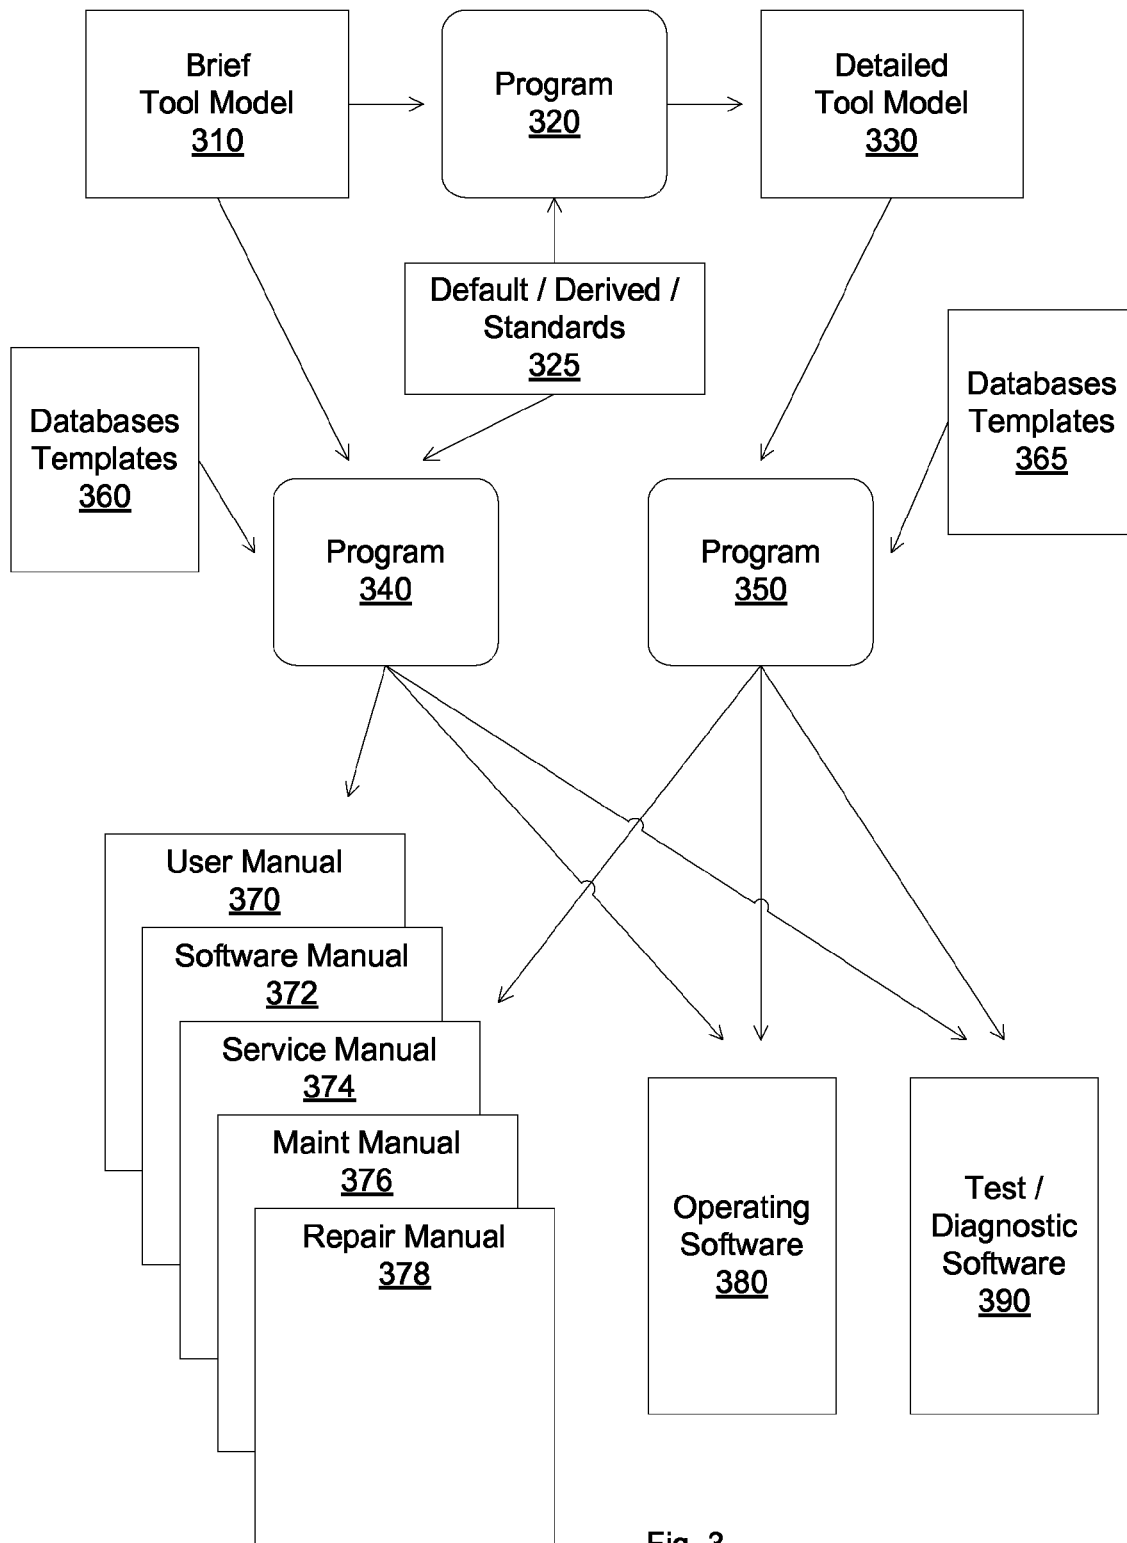 Brief
Tool Model
310
Program
320
Detailed
Tool Model
330
Default / Derived /
Standards
325
Databases
Templates
360
Databases
Templates
365
Program
340
Program
350
User Manual
370
Software Manual
372
Service Manual
374
Maint Manual
376
Repair Manual
378
Operating
Software
380
Test /
Diagnostic
Software
390
Fig. 3